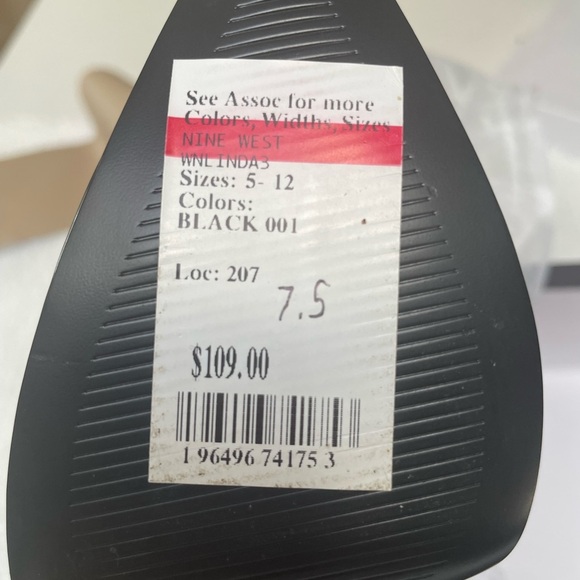 See Assoc for more
Colors, Widths, Sizes
NINE WEST
WNLINDA3
Sizes: 5- 12
Colors:
BLACK 001
Loc: 207
7.5
$109.00
1 96496 74175 3